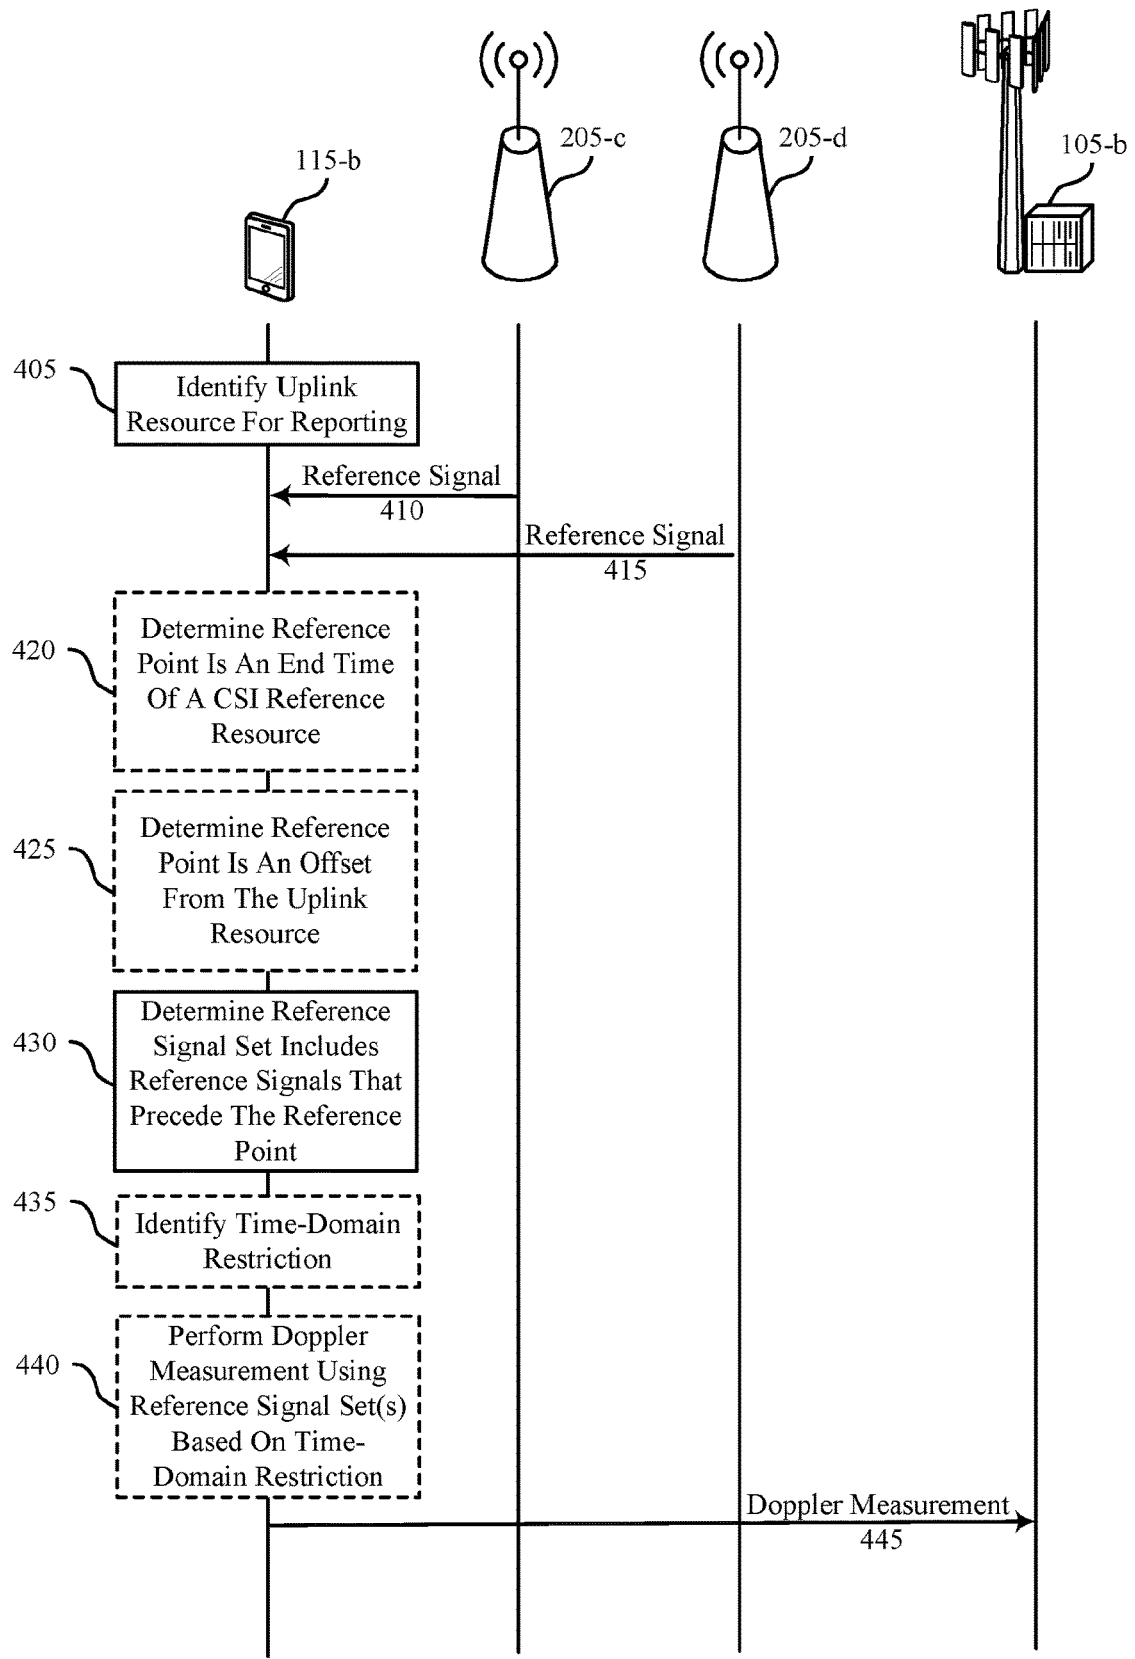 115-b
205-c
205-d
105-b
405
Identify Uplink
Resource For Reporting
Reference Signal
410
Reference Signal
415
420
Determine Reference
Point Is An End Time
Of A CSI Reference
Resource
425
Determine Reference
Point Is An Offset
From The Uplink
Resource
430
Determine Reference
Signal Set Includes
Reference Signals That
Precede The Reference
Point
435
Identify Time-Domain
Restriction
440
Perform Doppler
Measurement Using
Reference Signal Set(s)
Based On Time-
Domain Restriction
Doppler Measurement
445